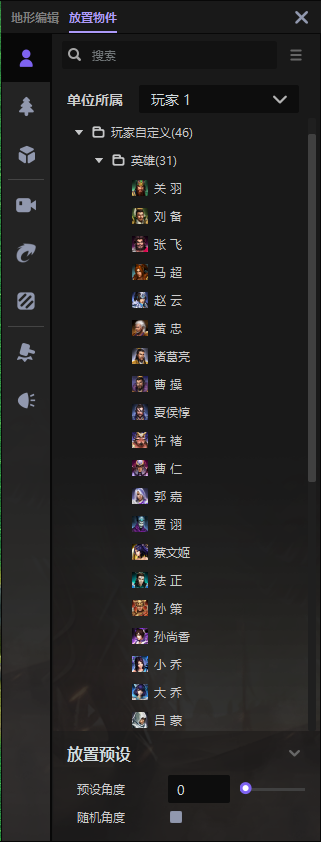 地形编辑 放置物件
搜索
单位所属 玩家 1
玩家自定义(46)
英雄(31)
关 羽
刘 备
张 飞
马 超
赵 云
黄 忠
诸葛亮
曹 操
夏侯惇
许 褚
曹 仁
郭 嘉
贾 诩
蔡文姬
法 正
孙 策
孙尚香
小 乔
大 乔
吕 蒙
放置预设
预设角度 0
随机角度